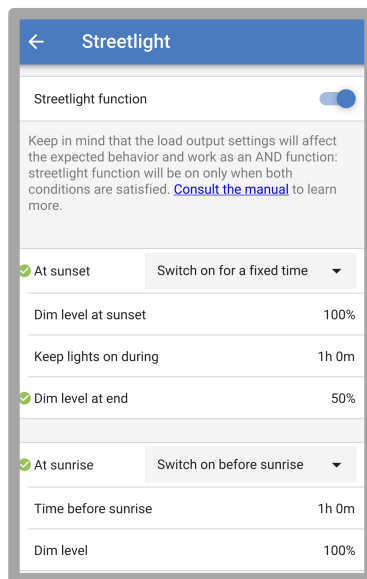 Streetlight
Streetlight function
Keep in mind that the load output settings will affect
the expected behavior and work as an AND function:
streetlight function will be on only when both
conditions are satisfied. Consult the manual to learn
more.
At sunset Switch on for a fixed time
Dim level at sunset 100%
Keep lights on during 1h 0m
Dim level at end 50%
At sunrise Switch on before sunrise
Time before sunrise 1h 0m
Dim level 100%